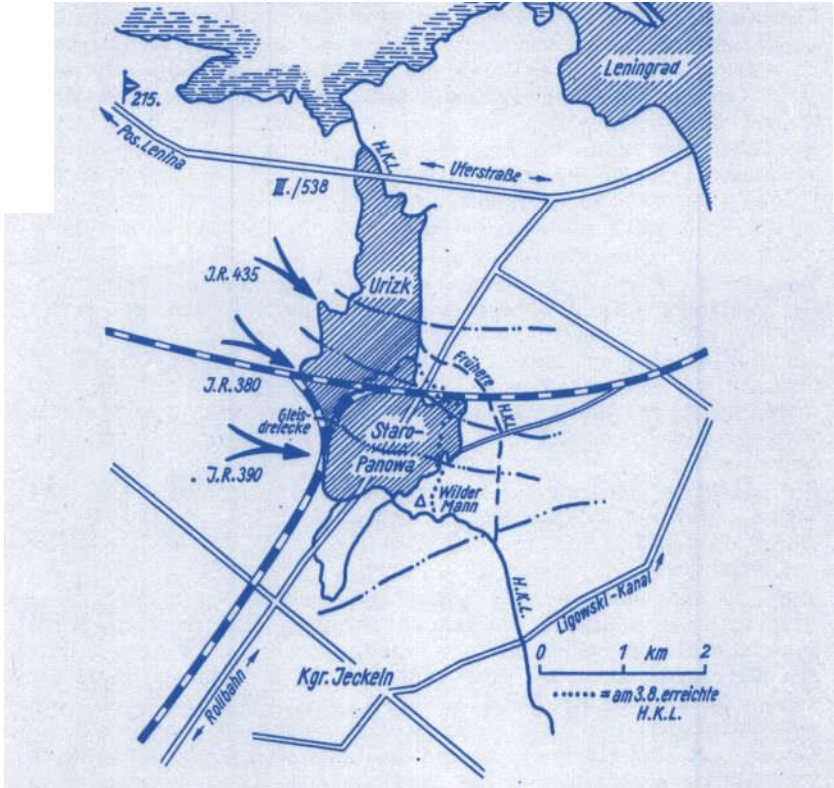 Leningrad
215.
Pos. Lenina
H.K.L.
Uferstraße
III./538
J.R. 435
Urizk
Frühere
H.K.L.
J.R. 380
Gleis-
dreiecke
Staro-
Panowa
J.R. 390
Wilder
Mann
H.K.L.
Ligowski-Kanal
Rollbahn
Kgr. Jeckeln
0 1 km 2
= am 3.8. erreichte
H.K.L.